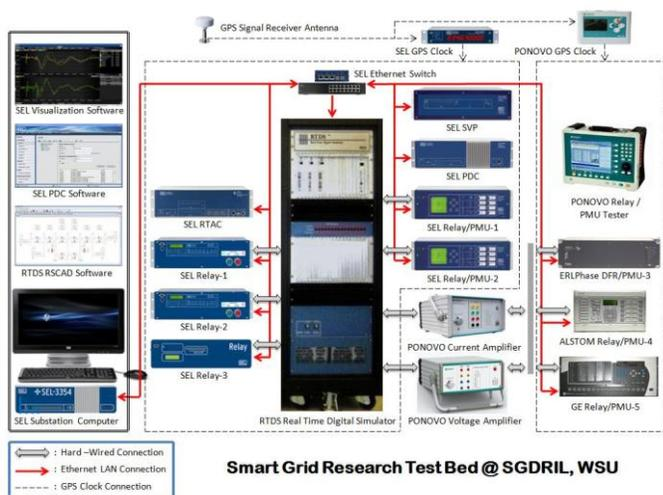 GPS Signal Receiver Antenna
SEL GPS Clock
PONOVO GPS Clock
SEL Ethernet Switch
SEL Visualization Software
SEL SVP
SEL PDC Software
SEL PDC
PONOVO Relay /
PMU Tester
RTDS
SEL RTAC
SEL Relay/PMU-1
RTDS RSCAD Software
SEL Relay-1
SEL Relay/PMU-2
ERLPhase DFR/PMU-3
SEL Relay-2
PONOVO Current Amplifier
ALSTOM Relay/PMU-4
Relay
SEL Relay-3
SEL-3354
SEL Substation Computer
RTDS Real Time Digital Simulator
PONOVO Voltage Amplifier
GE Relay/PMU-5
: Hard –Wired Connection
: Ethernet LAN Connection
: GPS Clock Connection
Smart Grid Research Test Bed @ SGDRIL, WSU